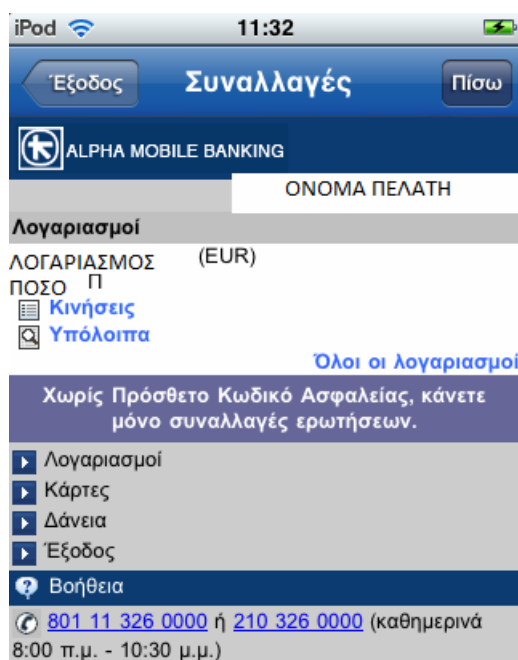 iPod 11:32
Έξοδος Συναλλαγές Πίσω
ALPHA MOBILE BANKING
ΟΝΟΜΑ ΠΕΛΑΤΗ
Λογαριασμοί
ΛΟΓΑΡΙΑΣΜΟΣ (EUR)
ΠΟΣΟ Π
Κινήσεις
Υπόλοιπα
Όλοι οι λογαριασμοί
Χωρίς Πρόσθετο Κωδικό Ασφαλείας, κάνετε
μόνο συναλλαγές ερωτήσεων.
Λογαριασμοί
Κάρτες
Δάνεια
Έξοδος
Βοήθεια
801 11 326 0000 ή 210 326 0000 (καθημερινά
8:00 π.μ. - 10:30 μ.μ.)